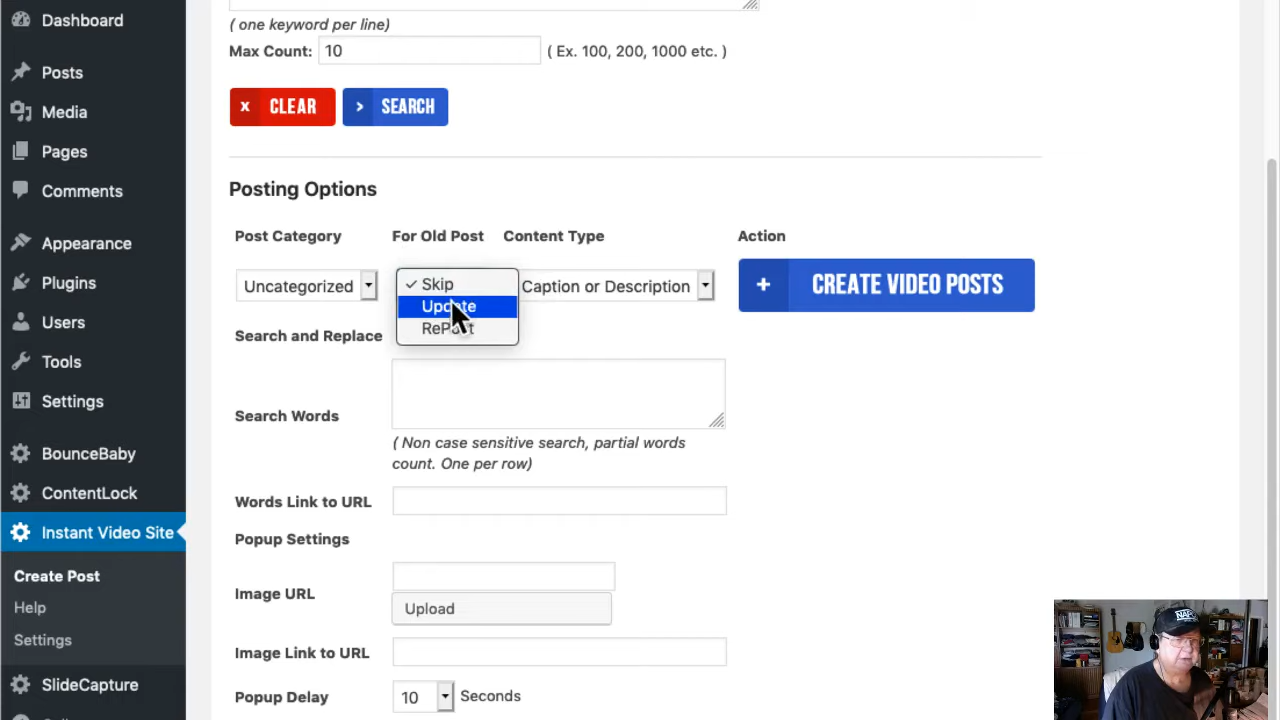 Dashboard
Posts
Media
Pages
Comments
Appearance
Plugins
Users
Tools
Settings
BounceBaby
ContentLock
Instant Video Site
Create Post
Help
Settings
SlideCapture
( one keyword per line)
Max Count: 10 ( Ex. 100, 200, 1000 etc. )
x CLEAR > SEARCH
Posting Options
Post Category For Old Post Content Type Action
Uncategorized ✓ Skip Caption or Description + CREATE VIDEO POSTS
Update
RePost
Search and Replace
Search Words
( Non case sensitive search, partial words
count. One per row)
Words Link to URL
Popup Settings
Image URL
Upload
Image Link to URL
Popup Delay 10 Seconds